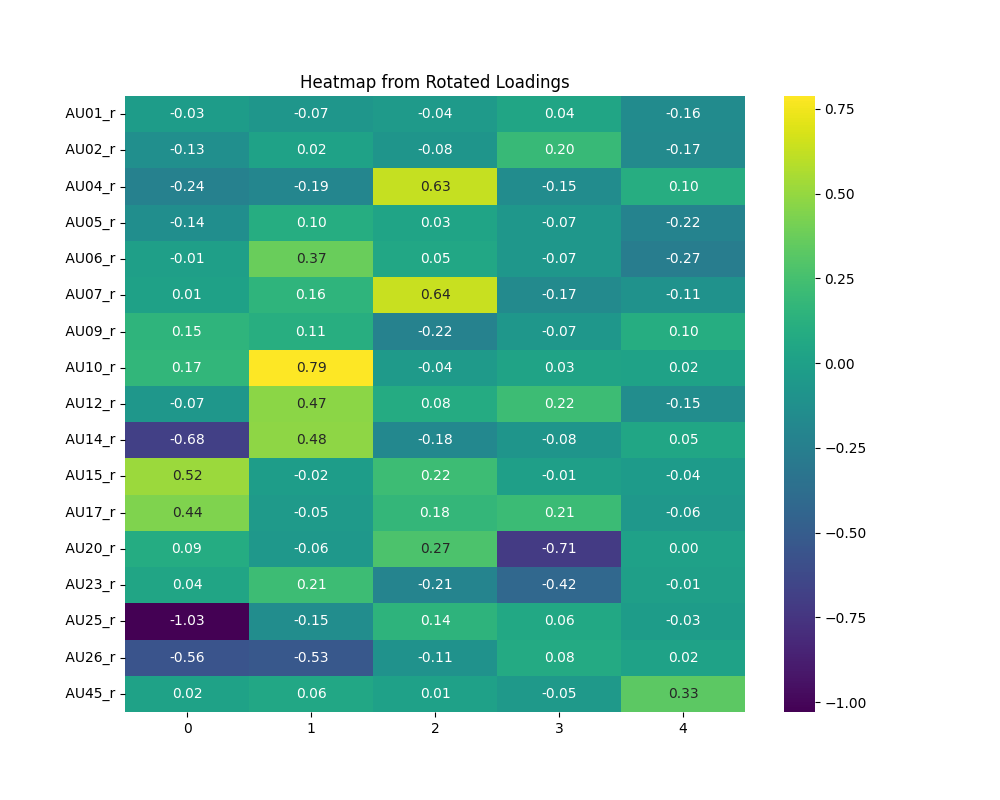 Heatmap from Rotated Loadings
AU01_r -0.03 -0.07 -0.04 0.04 -0.16
AU02_r -0.13 0.02 -0.08 0.20 -0.17
AU04_r -0.24 -0.19 0.63 -0.15 0.10
AU05_r -0.14 0.10 0.03 -0.07 -0.22
AU06_r -0.01 0.37 0.05 -0.07 -0.27
AU07_r 0.01 0.16 0.64 -0.17 -0.11
AU09_r 0.15 0.11 -0.22 -0.07 0.10
AU10_r 0.17 0.79 -0.04 0.03 0.02
AU12_r -0.07 0.47 0.08 0.22 -0.15
AU14_r -0.68 0.48 -0.18 -0.08 0.05
AU15_r 0.52 -0.02 0.22 -0.01 -0.04
AU17_r 0.44 -0.05 0.18 0.21 -0.06
AU20_r 0.09 -0.06 0.27 -0.71 0.00
AU23_r 0.04 0.21 -0.21 -0.42 -0.01
AU25_r -1.03 -0.15 0.14 0.06 -0.03
AU26_r -0.56 -0.53 -0.11 0.08 0.02
AU45_r 0.02 0.06 0.01 -0.05 0.33
0 1 2 3 4
0.75
0.50
0.25
0.00
−0.25
−0.50
−0.75
−1.00